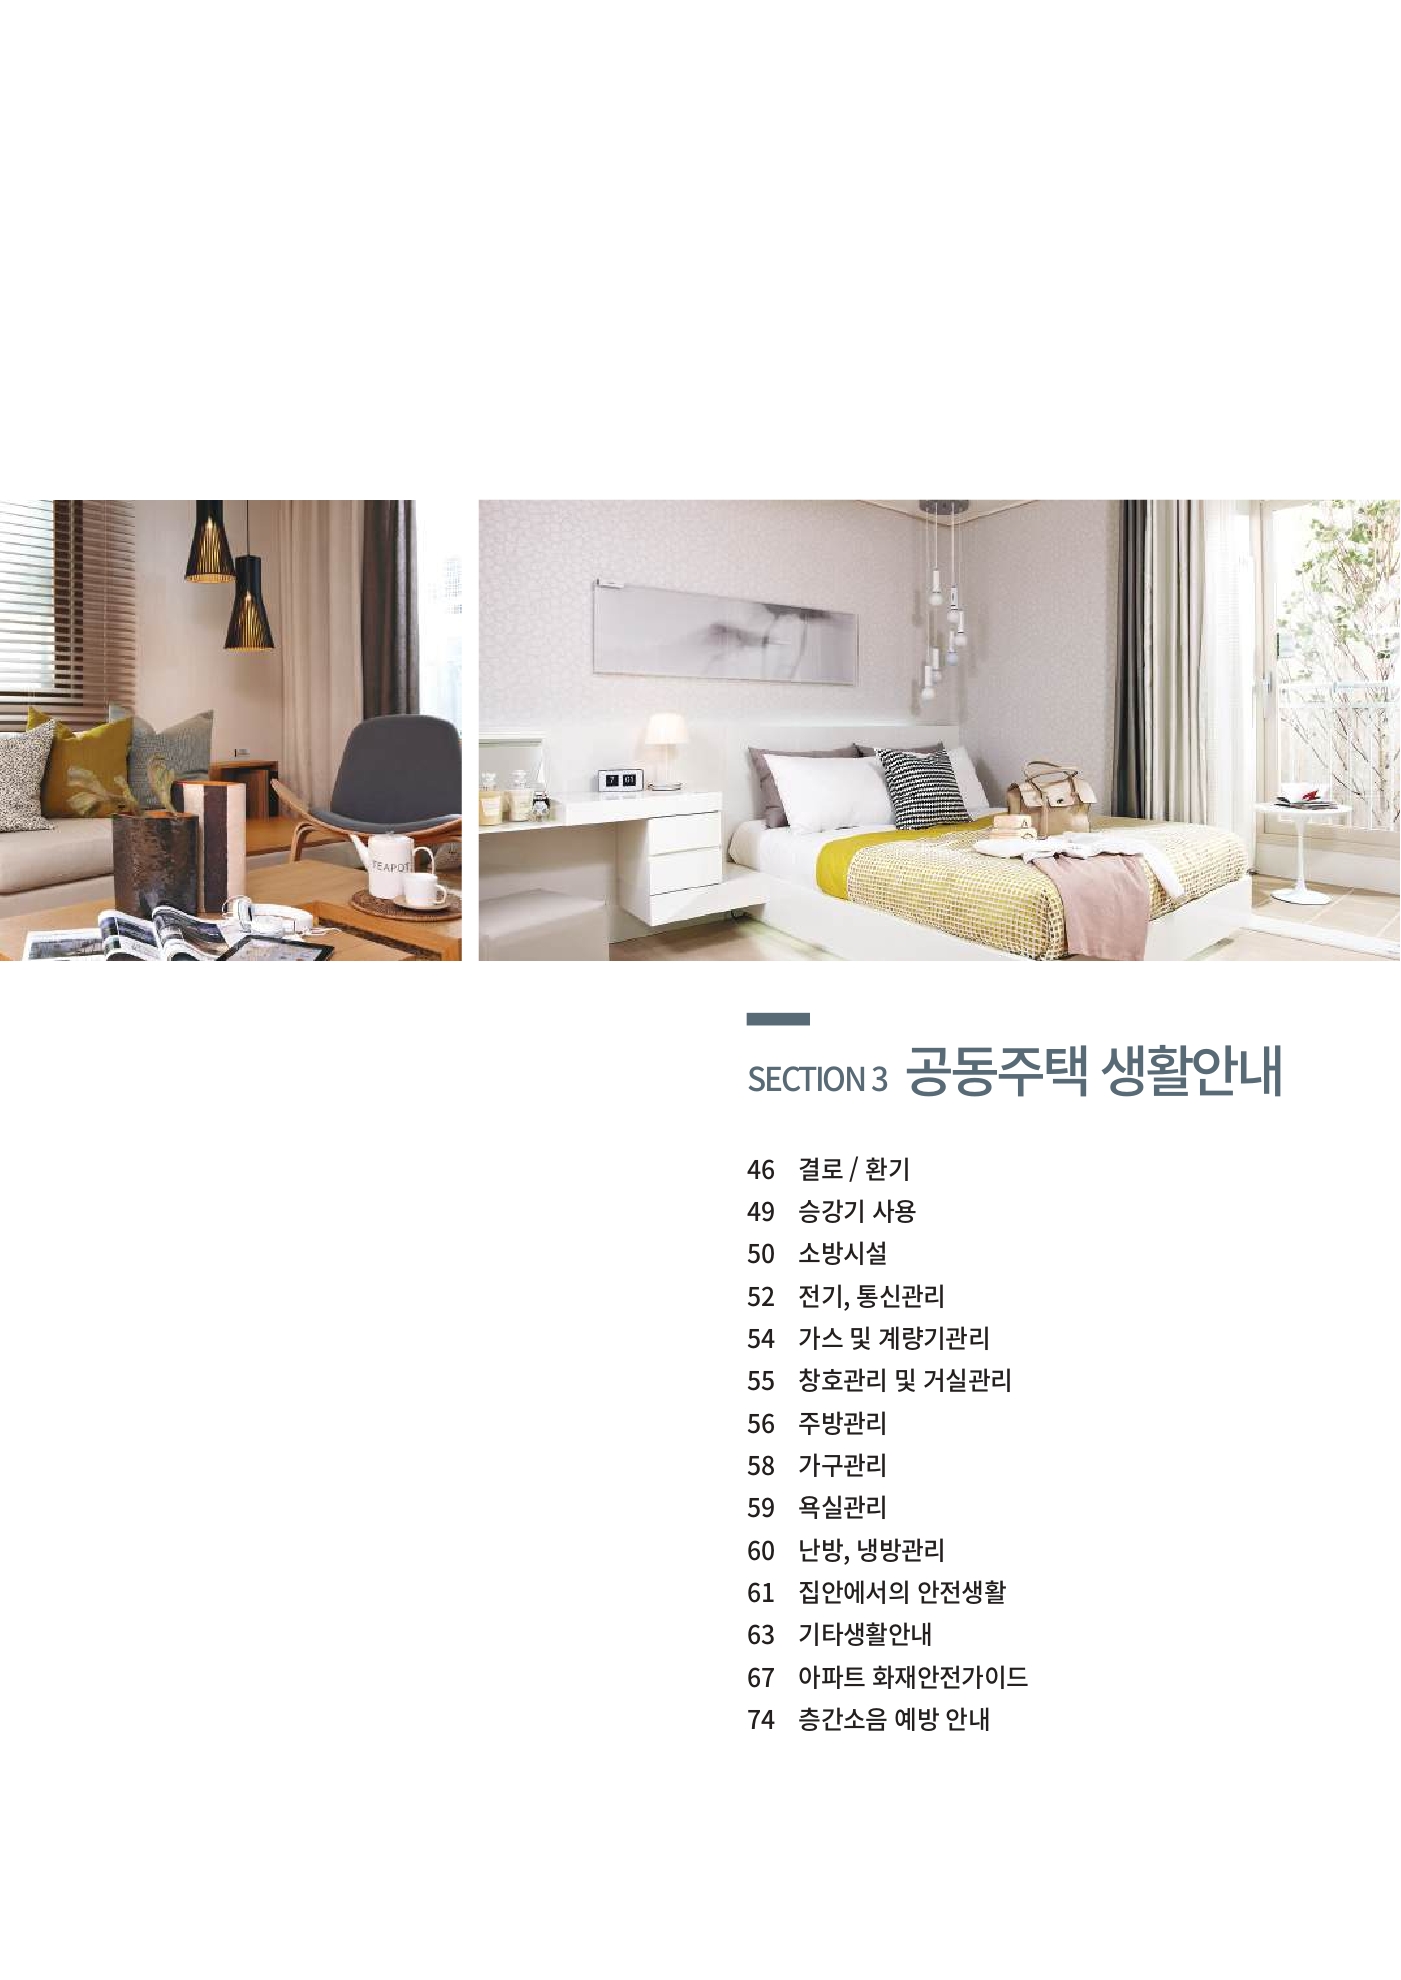 TEAPOT
7 01
SECTION 3 공동주택 생활안내
46 결로 / 환기
49 승강기 사용
50 소방시설
52 전기, 통신관리
54 가스 및 계량기관리
55 창호관리 및 거실관리
56 주방관리
58 가구관리
59 욕실관리
60 난방, 냉방관리
61 집안에서의 안전생활
63 기타생활안내
67 아파트 화재안전가이드
74 층간소음 예방 안내